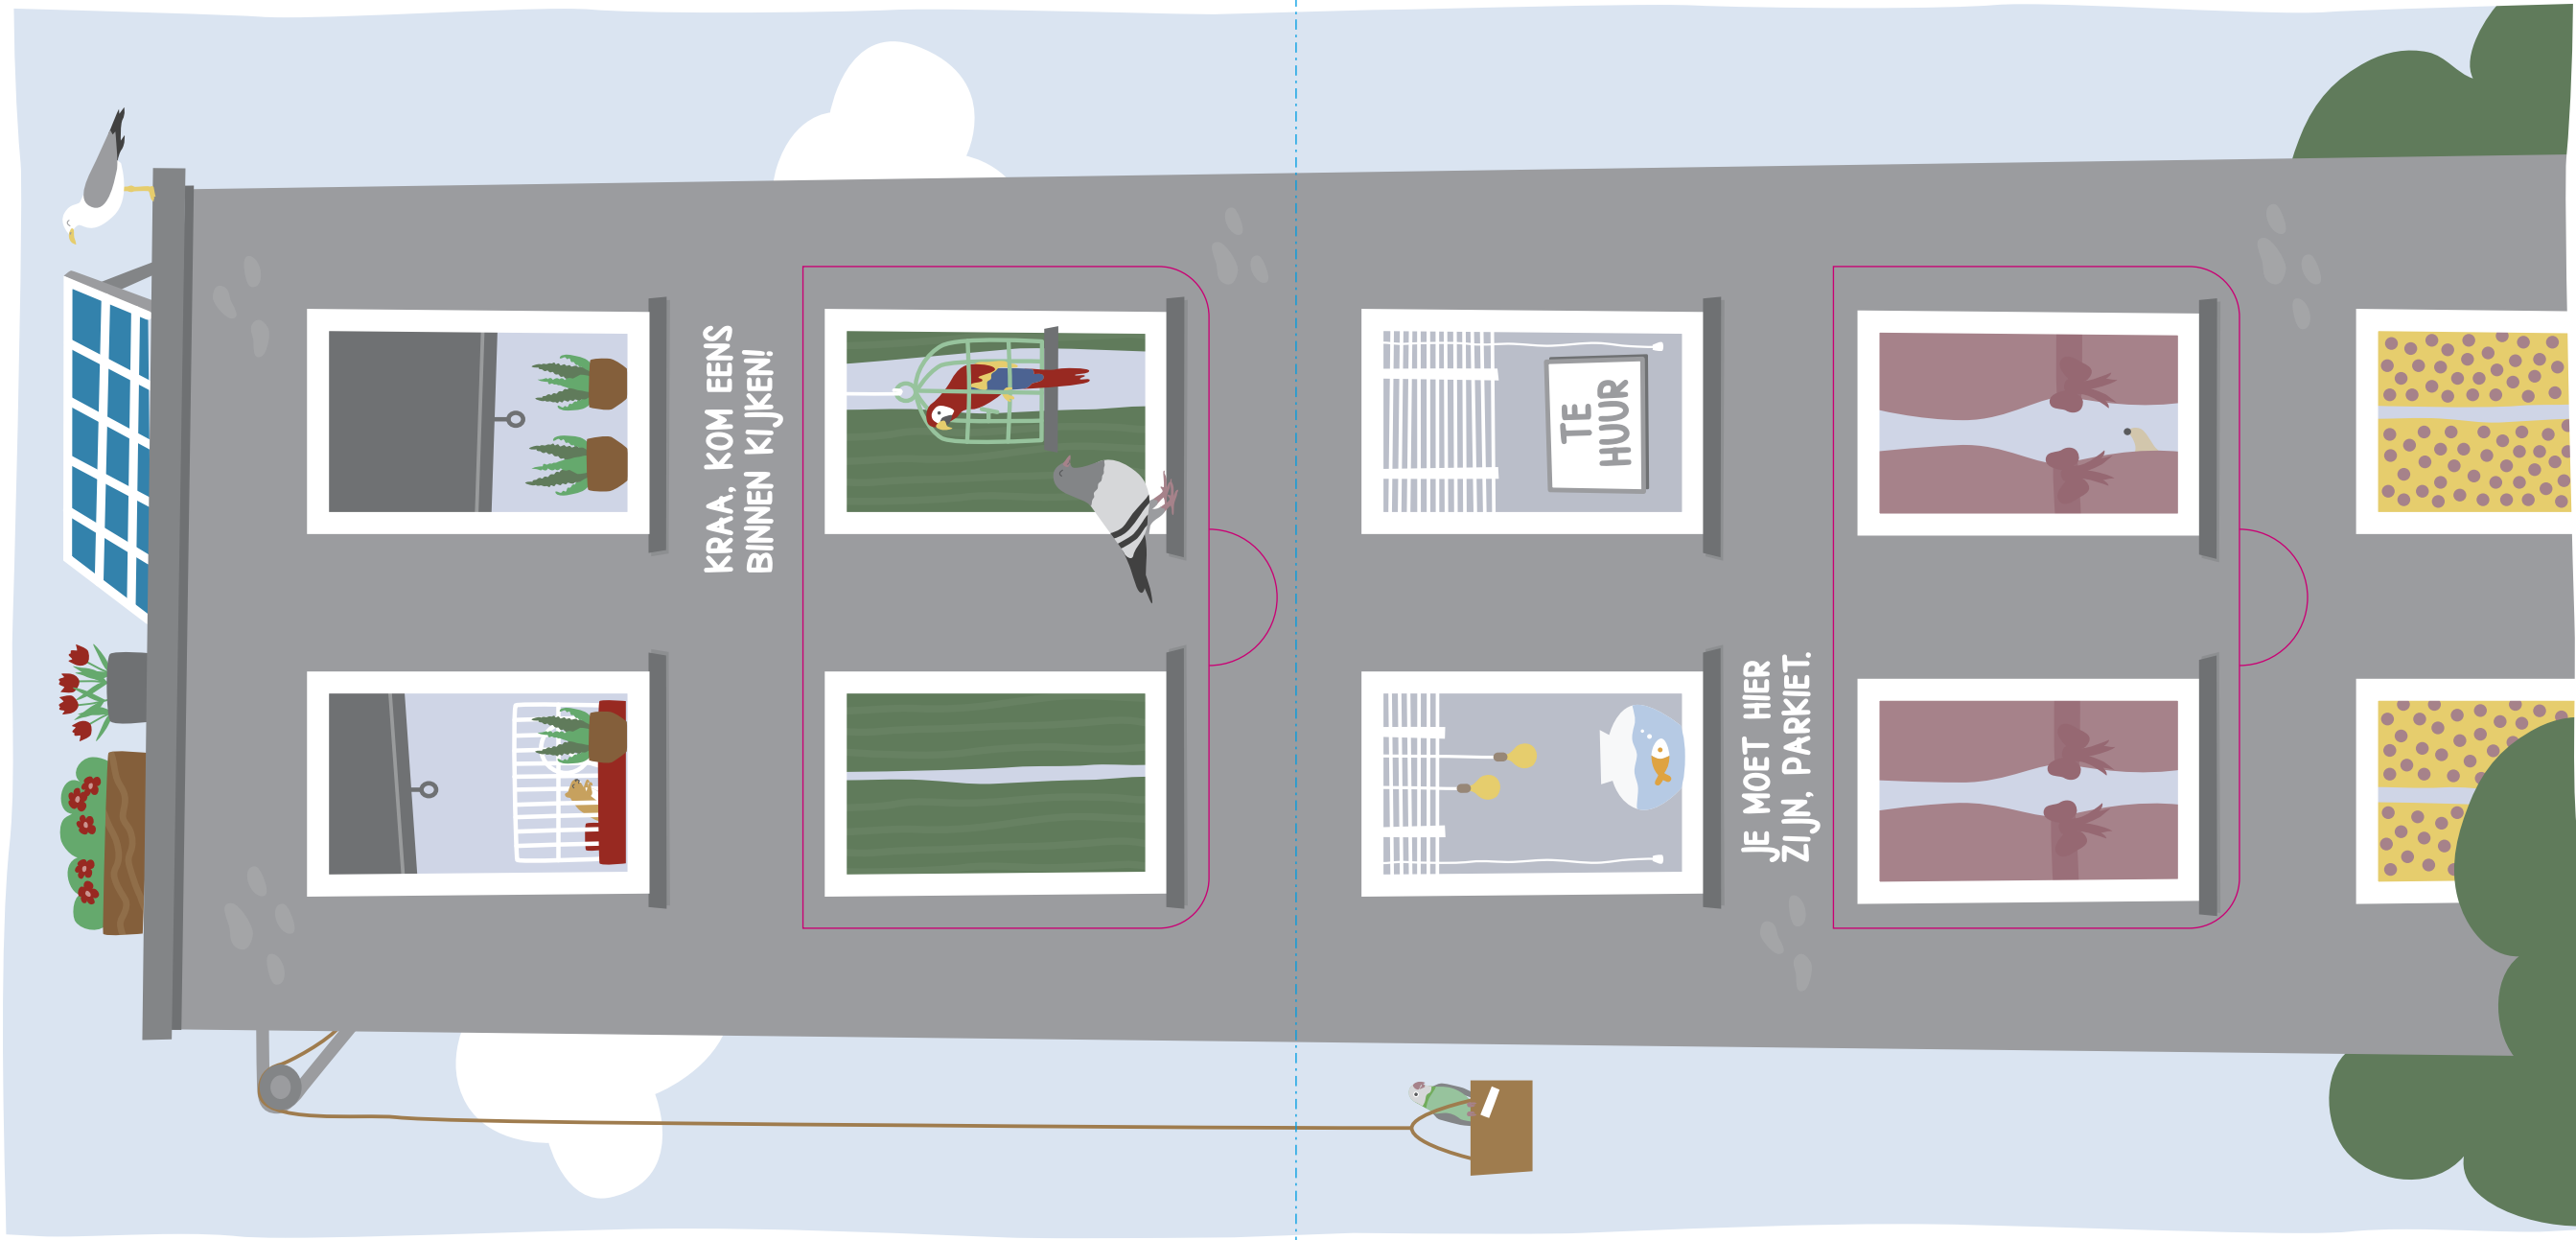 KRAA, KOM EENS
BINNEN KIJKEN!
TE
HUUR
JE MOET HIER
ZIJN, PARKIET.